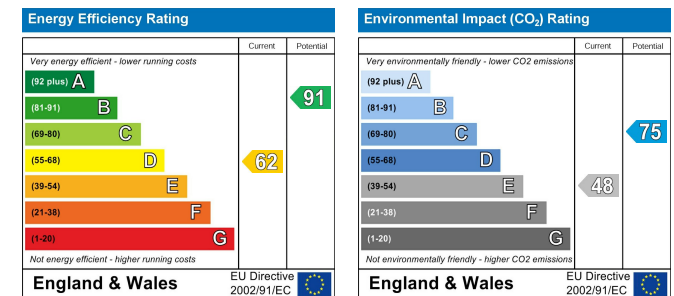 Energy Efficiency Rating
Current Potential
Very energy efficient - lower running costs
(92 plus) A
(81-91) B
(69-80) C
(55-68) D
(39-54) E
(21-38) F
(1-20) G
62
91
Not energy efficient - higher running costs
England & Wales
EU Directive
2002/91/EC
Environmental Impact (CO2) Rating
Current Potential
Very environmentally friendly - lower CO2 emissions
(92 plus) A
(81-91) B
(69-80) C
(55-68) D
(39-54) E
(21-38) F
(1-20) G
48
75
Not environmentally friendly - higher CO2 emissions
England & Wales
EU Directive
2002/91/EC